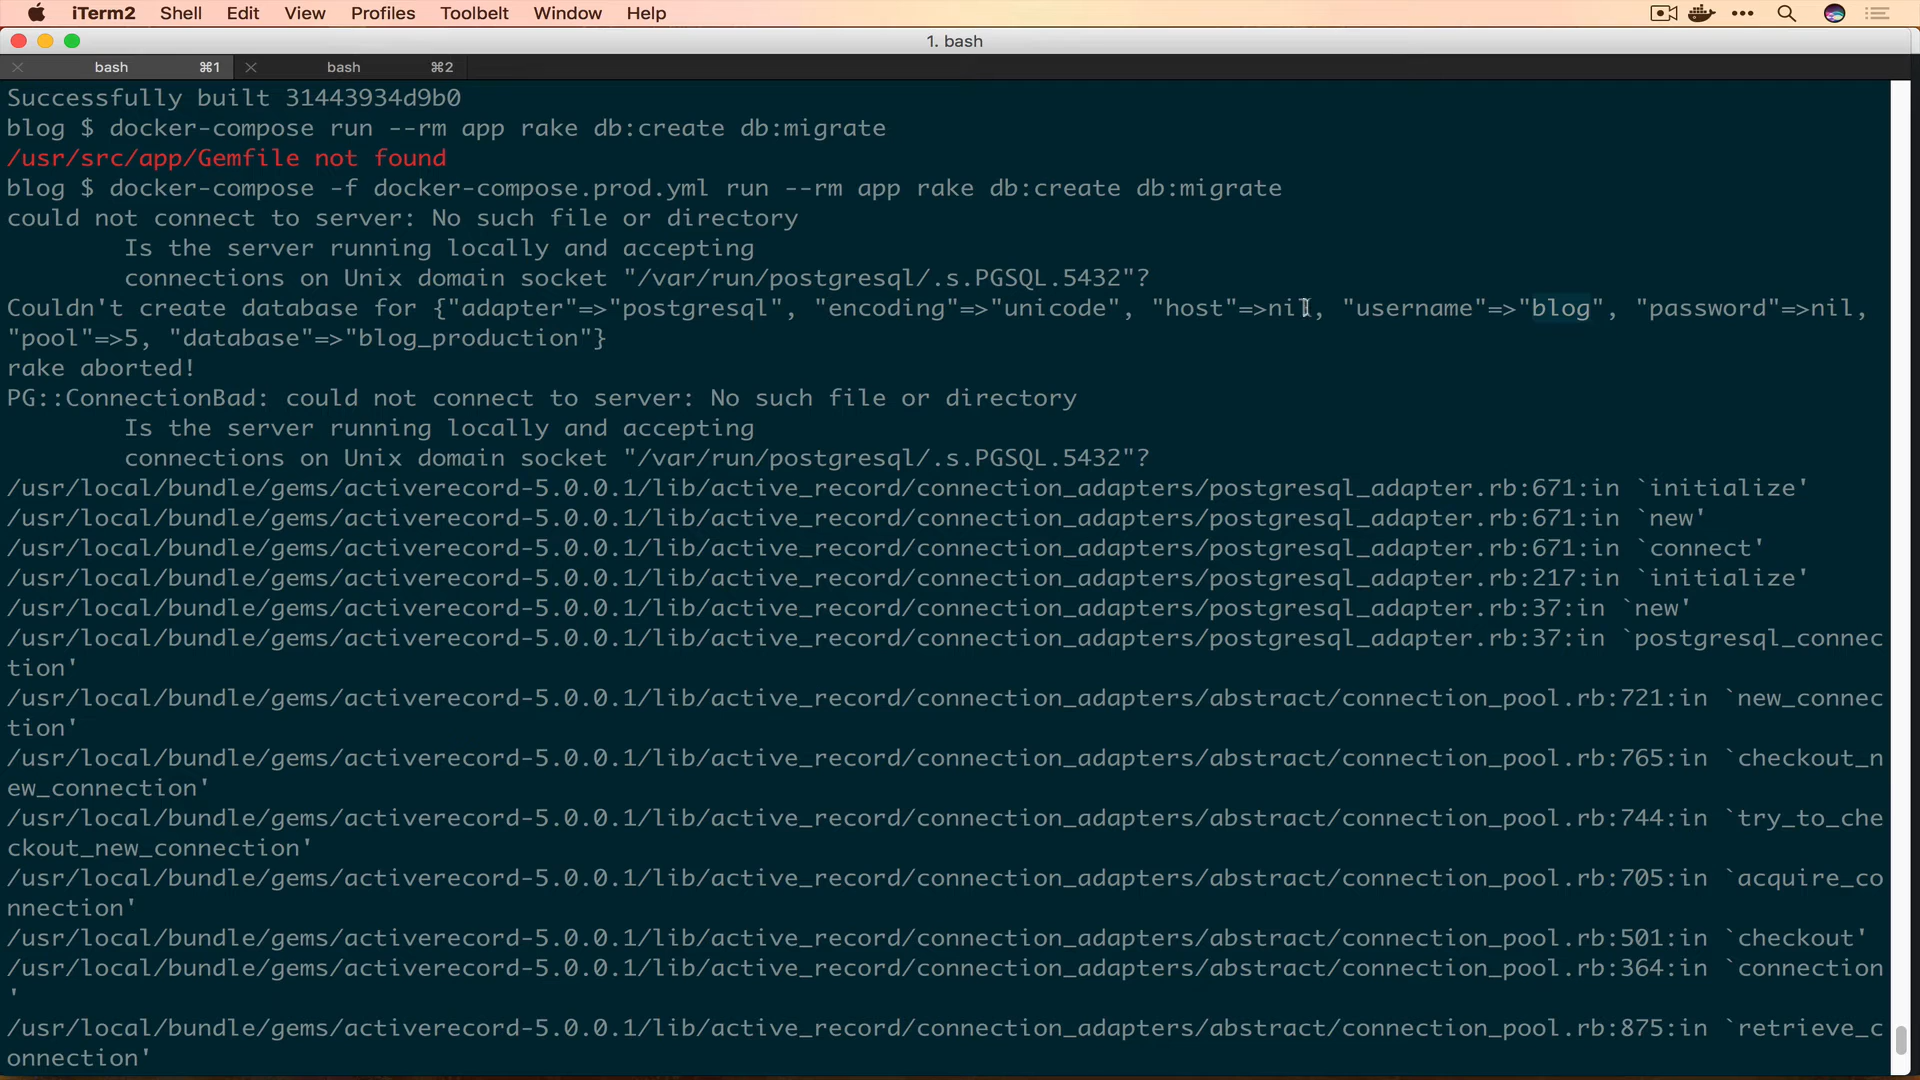 iTerm2 Shell Edit View Profiles Toolbelt Window Help
1. bash
bash ⌘1 bash ⌘2
Successfully built 31443934d9b0
blog $ docker-compose run --rm app rake db:create db:migrate
/usr/src/app/Gemfile not found
blog $ docker-compose -f docker-compose.prod.yml run --rm app rake db:create db:migrate
could not connect to server: No such file or directory
Is the server running locally and accepting
connections on Unix domain socket "/var/run/postgresql/.s.PGSQL.5432"?
Couldn't create database for {"adapter"=>"postgresql", "encoding"=>"unicode", "host"=>nil, "username"=>"blog", "password"=>nil,
"pool"=>5, "database"=>"blog_production"}
rake aborted!
PG::ConnectionBad: could not connect to server: No such file or directory
Is the server running locally and accepting
connections on Unix domain socket "/var/run/postgresql/.s.PGSQL.5432"?
/usr/local/bundle/gems/activerecord-5.0.0.1/lib/active_record/connection_adapters/postgresql_adapter.rb:671:in `initialize'
/usr/local/bundle/gems/activerecord-5.0.0.1/lib/active_record/connection_adapters/postgresql_adapter.rb:671:in `new'
/usr/local/bundle/gems/activerecord-5.0.0.1/lib/active_record/connection_adapters/postgresql_adapter.rb:671:in `connect'
/usr/local/bundle/gems/activerecord-5.0.0.1/lib/active_record/connection_adapters/postgresql_adapter.rb:217:in `initialize'
/usr/local/bundle/gems/activerecord-5.0.0.1/lib/active_record/connection_adapters/postgresql_adapter.rb:37:in `new'
/usr/local/bundle/gems/activerecord-5.0.0.1/lib/active_record/connection_adapters/postgresql_adapter.rb:37:in `postgresql_connec
tion'
/usr/local/bundle/gems/activerecord-5.0.0.1/lib/active_record/connection_adapters/abstract/connection_pool.rb:721:in `new_connec
tion'
/usr/local/bundle/gems/activerecord-5.0.0.1/lib/active_record/connection_adapters/abstract/connection_pool.rb:765:in `checkout_n
ew_connection'
/usr/local/bundle/gems/activerecord-5.0.0.1/lib/active_record/connection_adapters/abstract/connection_pool.rb:744:in `try_to_che
ckout_new_connection'
/usr/local/bundle/gems/activerecord-5.0.0.1/lib/active_record/connection_adapters/abstract/connection_pool.rb:705:in `acquire_co
nnection'
/usr/local/bundle/gems/activerecord-5.0.0.1/lib/active_record/connection_adapters/abstract/connection_pool.rb:501:in `checkout'
/usr/local/bundle/gems/activerecord-5.0.0.1/lib/active_record/connection_adapters/abstract/connection_pool.rb:364:in `connection
'
/usr/local/bundle/gems/activerecord-5.0.0.1/lib/active_record/connection_adapters/abstract/connection_pool.rb:875:in `retrieve_c
onnection'